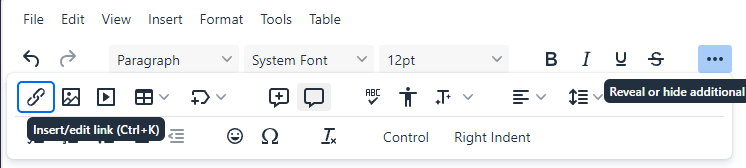 File Edit View Insert Format Tools Table
Paragraph System Font 12pt B I U S
ABC
Reveal or hide additional
Insert/edit link (Ctrl+K)
Control Right Indent